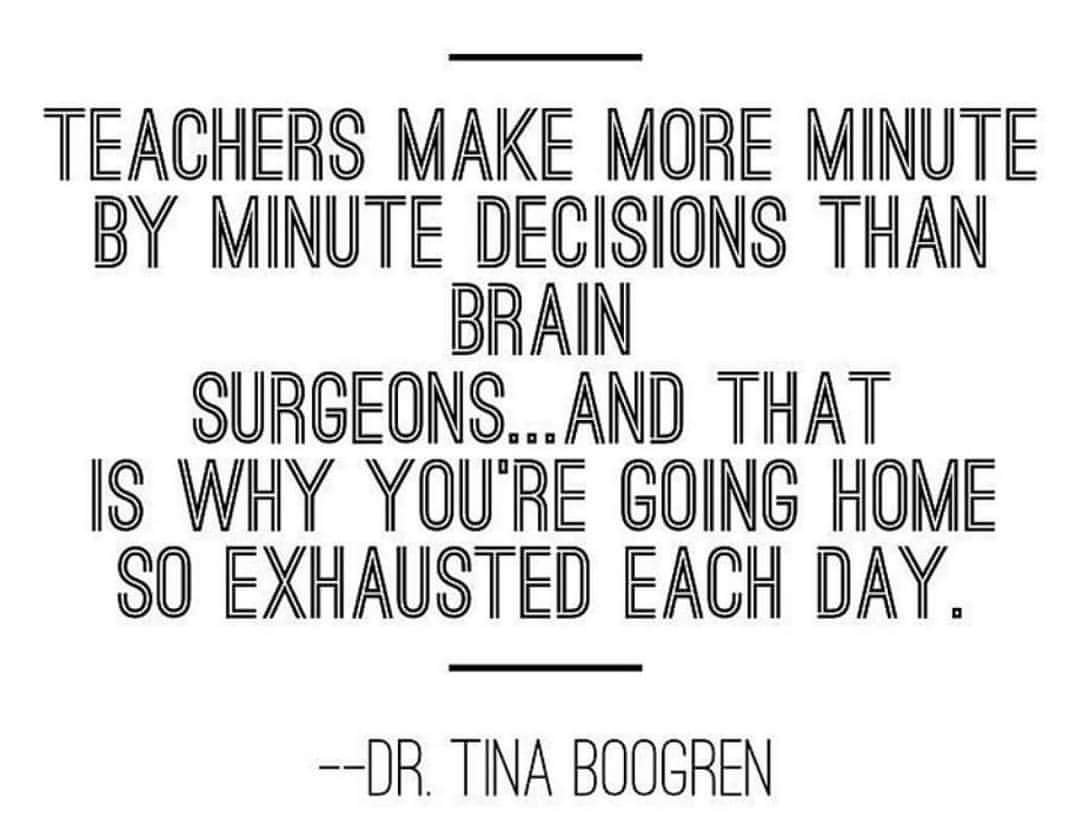 TEACHERS MAKE MORE MINUTE
BY MINUTE DECISIONS THAN
BRAIN
SURGEONS...AND THAT
IS WHY YOU'RE GOING HOME
SO EXHAUSTED EACH DAY.
--DR. TINA BOOGREN